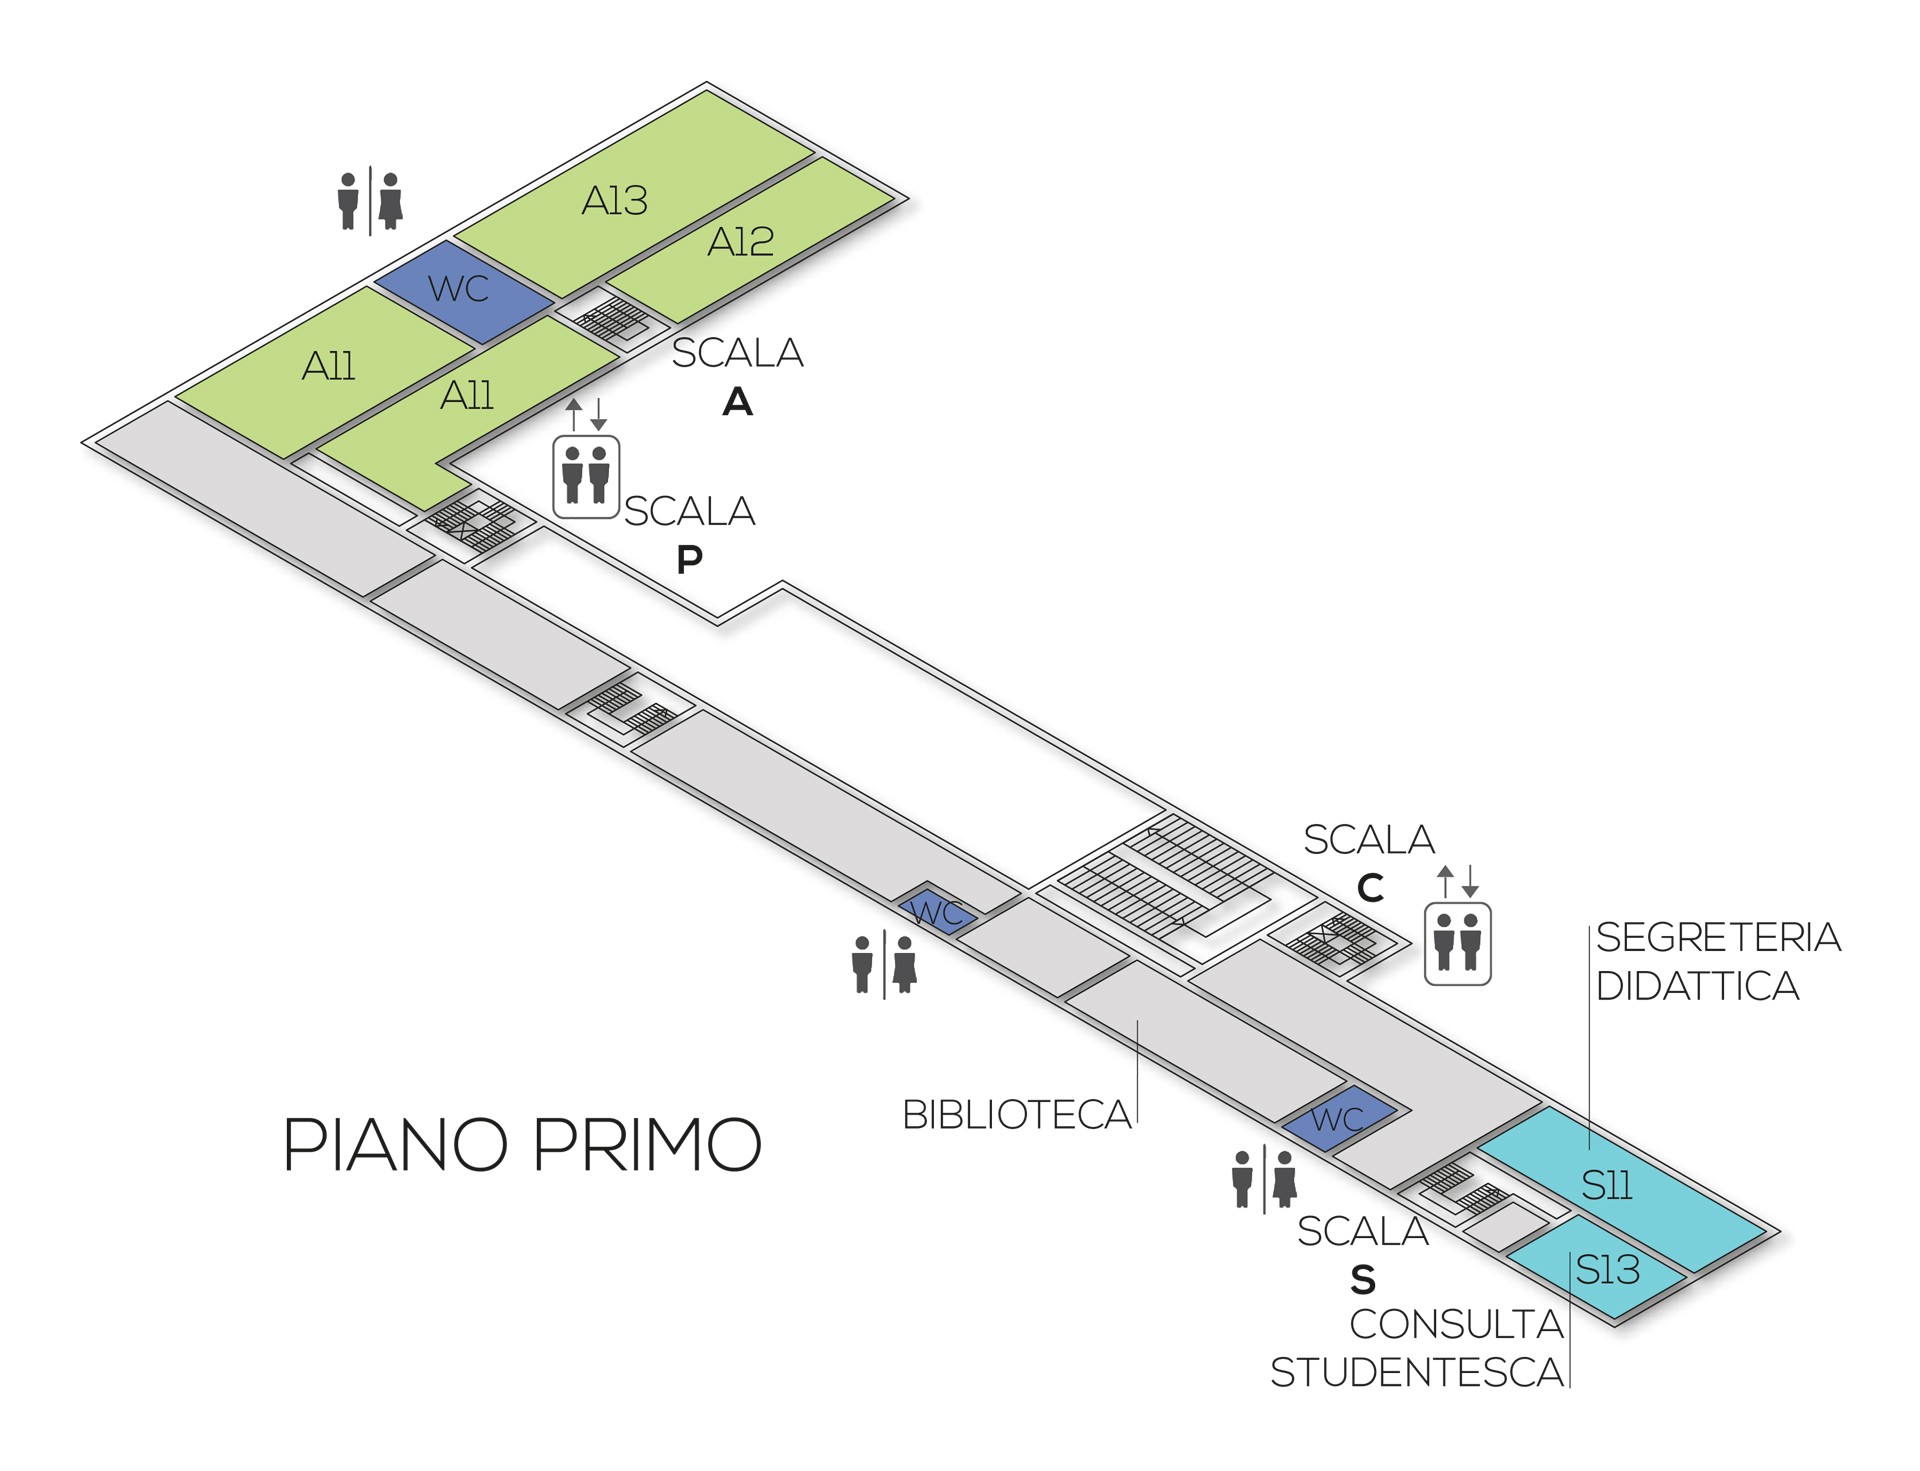 A13
A12
WC
A11
A11
SCALA
A
SCALA
P
SCALA
C
WC
SEGRETERIA
DIDATTICA
BIBLIOTECA
WC
PIANO PRIMO
S11
SCALA
S
S13
CONSULTA
STUDENTESCA